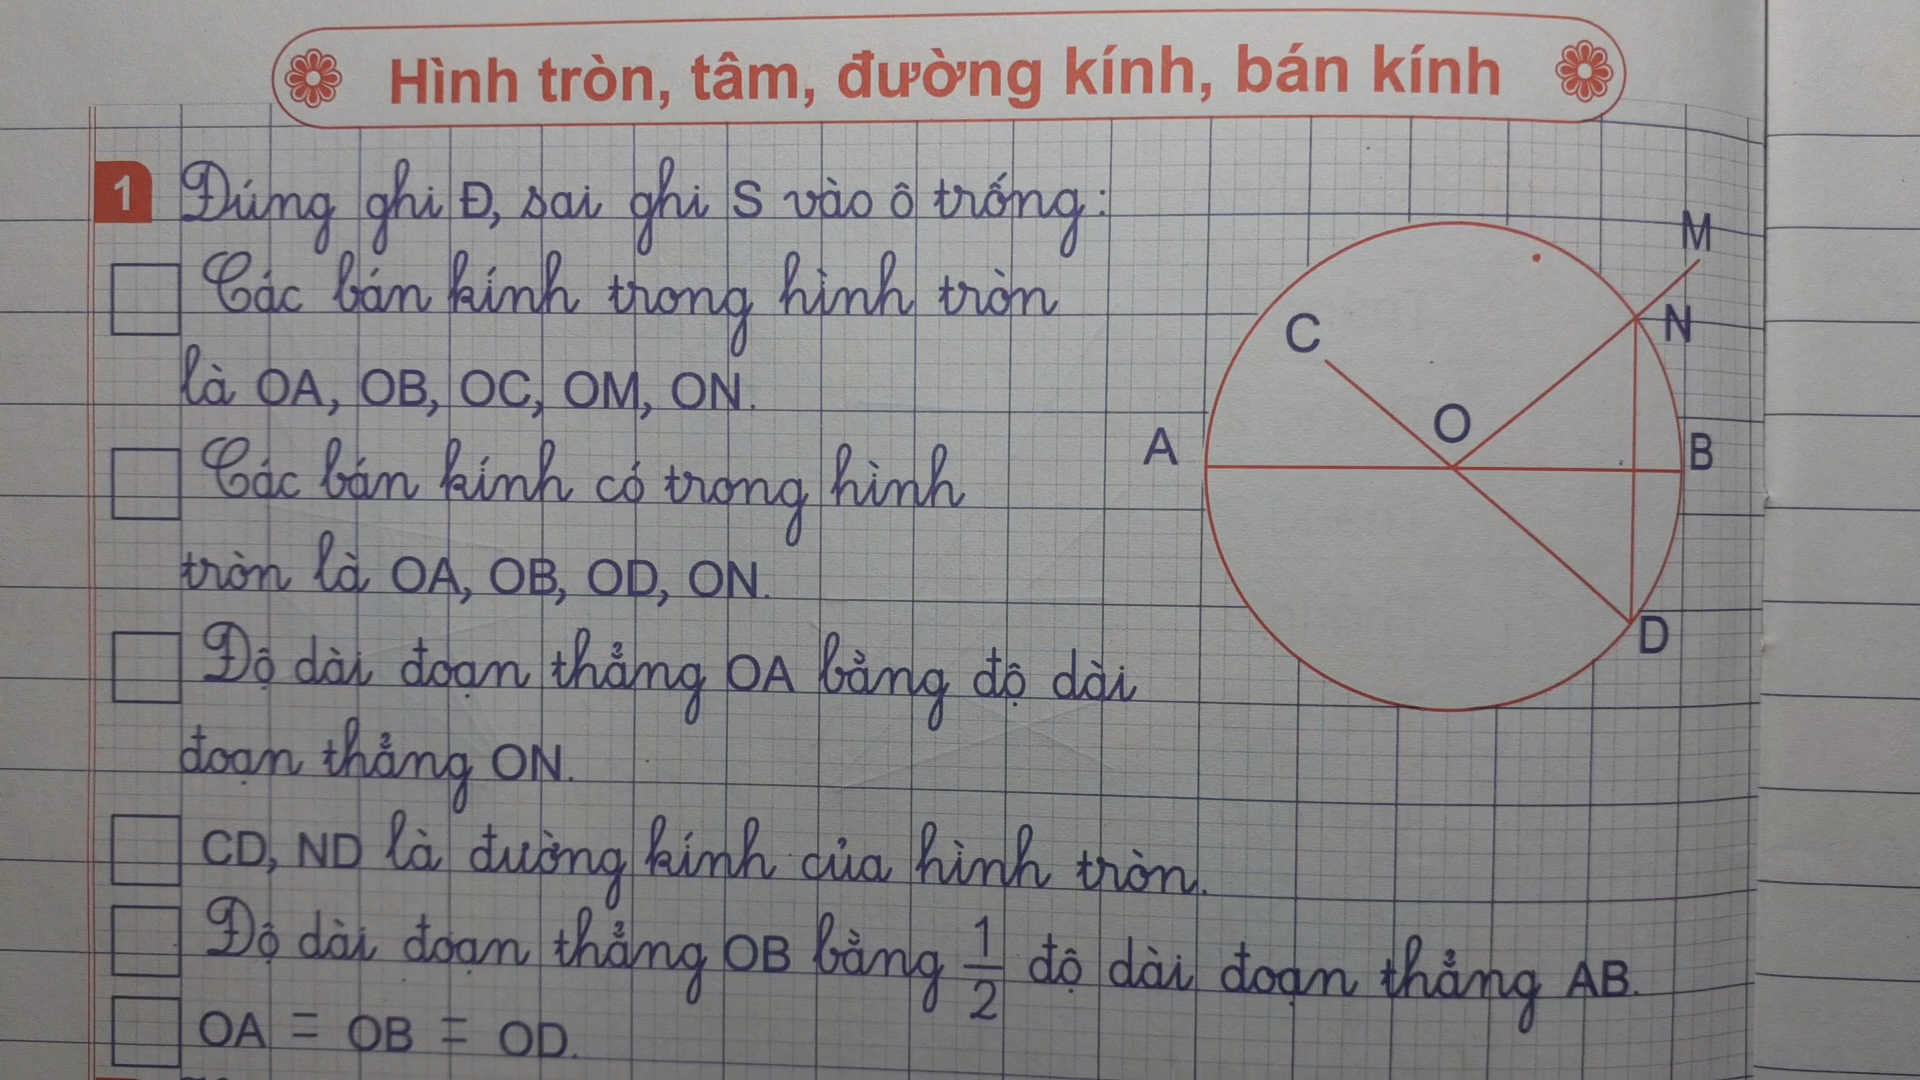 Hình tròn, tâm, đường kính, bán kính
1 Đúng ghi Đ, sai ghi S vào ô trống:
Các bán kính trong hình tròn
là OA, OB, OC, OM, ON.
Các bán kính có trong hình
tròn là OA, OB, OD, ON.
Độ dài đoạn thẳng OA bằng độ dài
đoạn thẳng ON.
CD, ND là đường kính của hình tròn.
Độ dài đoạn thẳng OB bằng 1/2 độ dài đoạn thẳng AB.
OA = OB = OD.
M
N
C
O
A
B
D